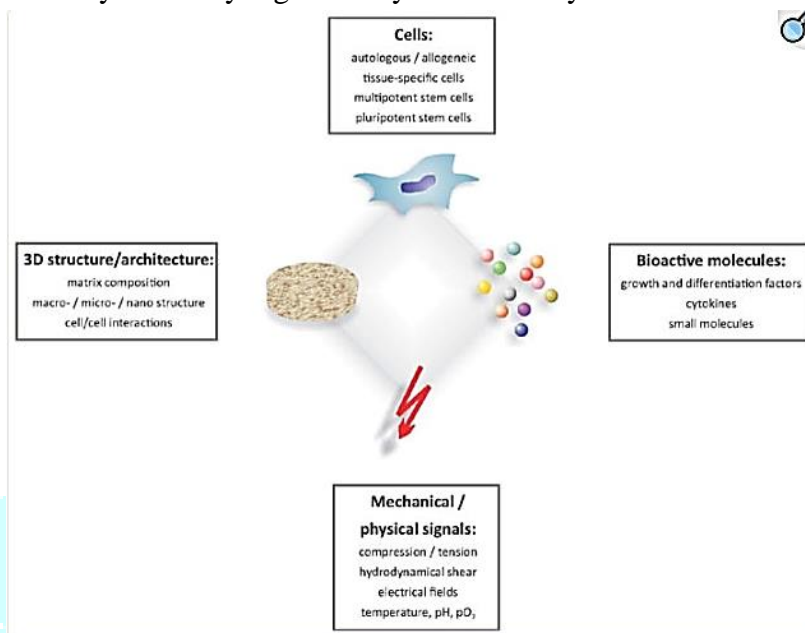 Cells:
autologous / allogeneic
tissue-specific cells
multipotent stem cells
pluripotent stem cells
3D structure/architecture:
matrix composition
macro- / micro- / nano structure
cell/cell interactions
Bioactive molecules:
growth and differentiation factors
cytokines
small molecules
Mechanical /
physical signals:
compression / tension
hydrodynamical shear
electrical fields
temperature, pH, pO₂